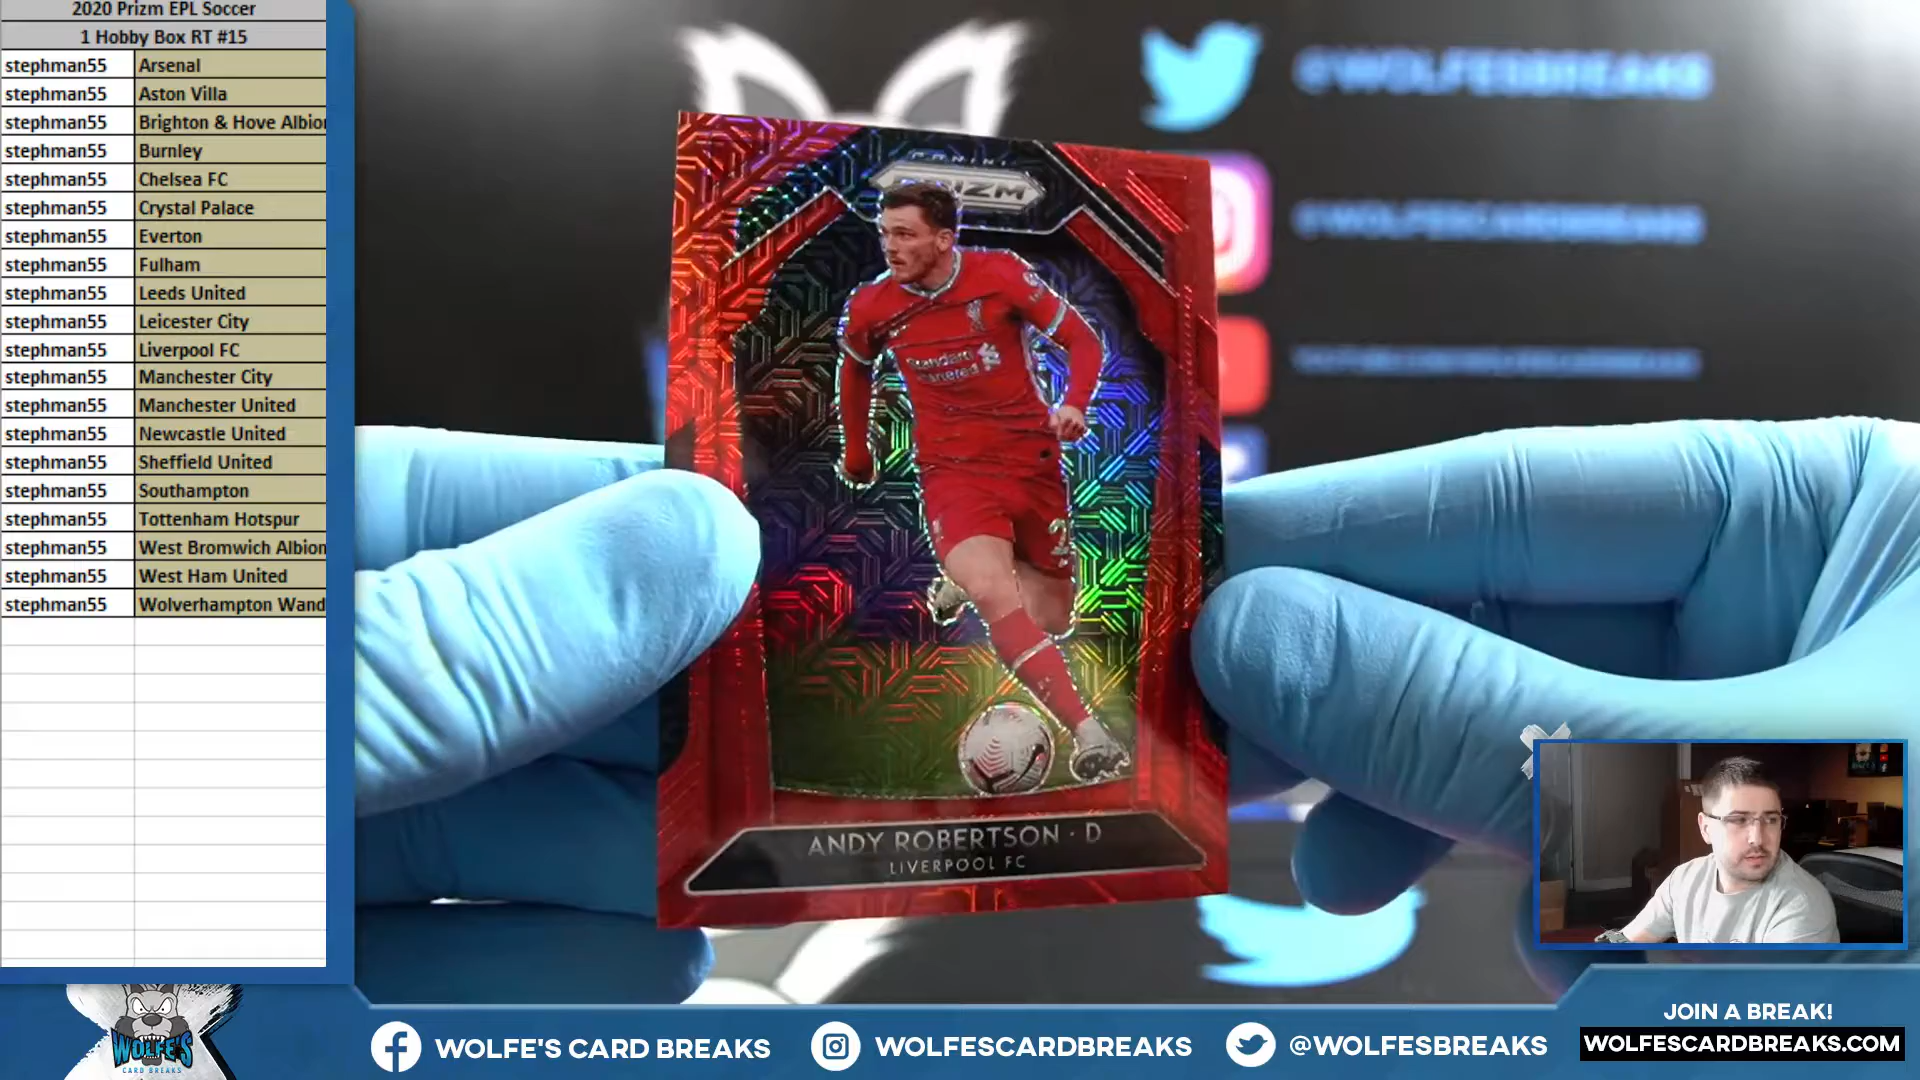 2020 Prizm EPL Soccer
1 Hobby Box RT #15
stephman55 Arsenal
stephman55 Aston Villa
stephman55 Brighton & Hove Albion
stephman55 Burnley
stephman55 Chelsea FC
stephman55 Crystal Palace
stephman55 Everton
stephman55 Fulham
stephman55 Leeds United
stephman55 Leicester City
stephman55 Liverpool FC
stephman55 Manchester City
stephman55 Manchester United
stephman55 Newcastle United
stephman55 Sheffield United
stephman55 Southampton
stephman55 Tottenham Hotspur
stephman55 West Bromwich Albion
stephman55 West Ham United
stephman55 Wolverhampton Wand
@WOLFESBREAKS
@WOLFESCARDBREAKS
PANINI
PRIZM
Standard
Chartered
ANDY ROBERTSON · D
LIVERPOOL FC
WOLFE'S
CARD BREAKS
WOLFE'S CARD BREAKS
WOLFESCARDBREAKS
@WOLFESBREAKS
JOIN A BREAK!
WOLFESCARDBREAKS.COM